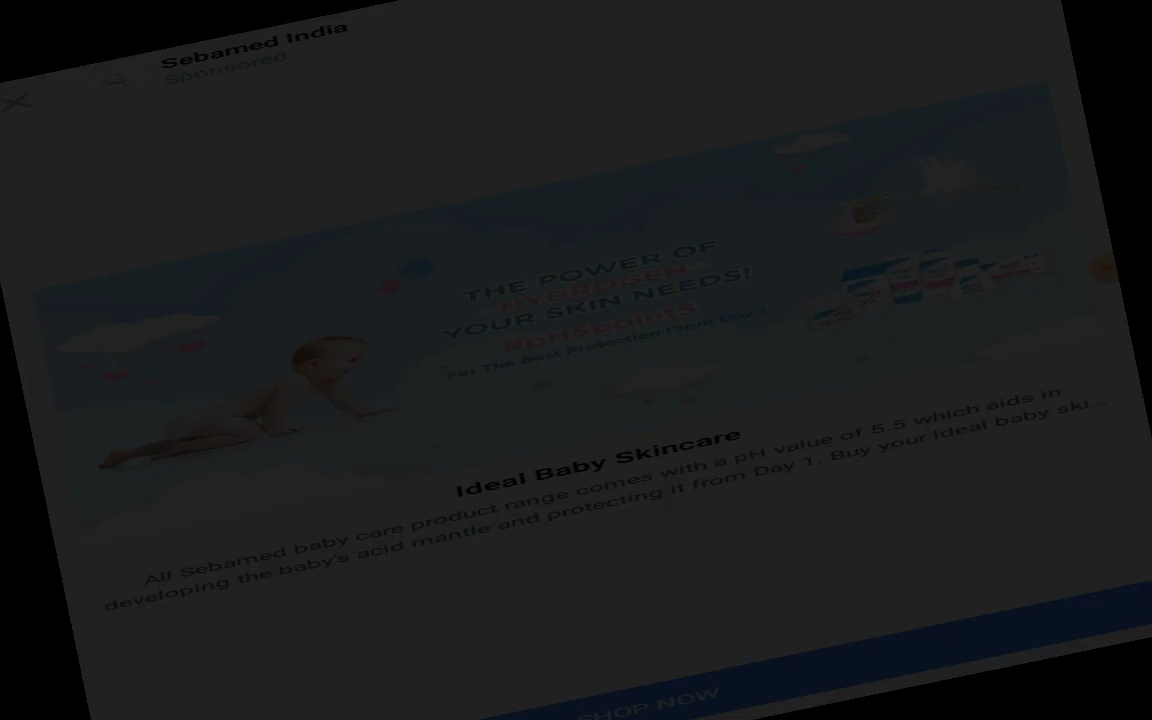 Sebamed India
Sponsored
THE POWER OF
HYDROGEN
YOUR SKIN NEEDS!
#pH5point5
For The Best Protection From Day 1
Ideal Baby Skincare
All Sebamed baby care product range comes with a pH value of 5.5 which aids in
developing the baby's acid mantle and protecting it from Day 1. Buy your ideal baby ski...
SHOP NOW